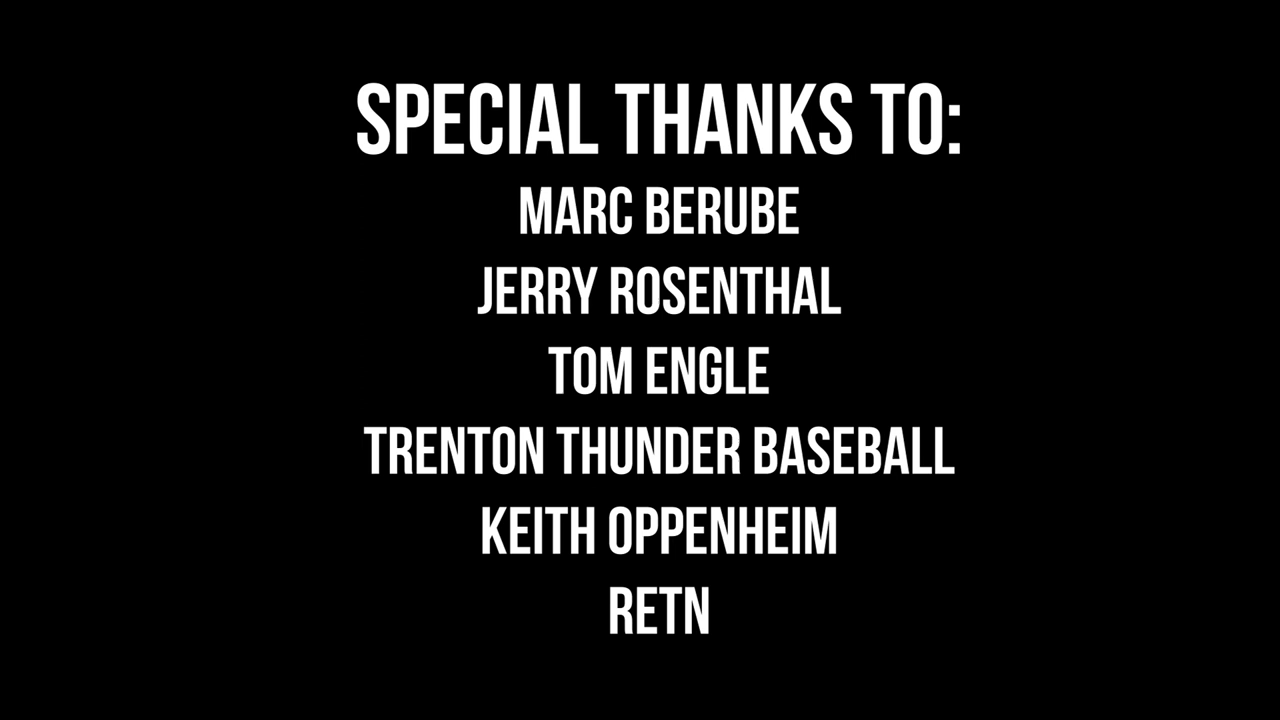 SPECIAL THANKS TO:
MARC BERUBE
JERRY ROSENTHAL
TOM ENGLE
TRENTON THUNDER BASEBALL
KEITH OPPENHEIM
RETN